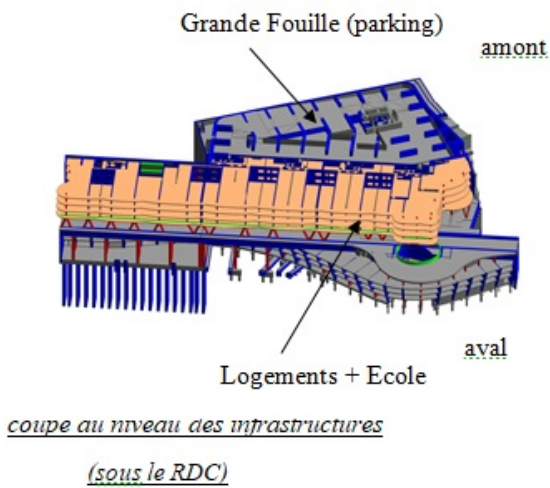 Grande Fouille (parking)
amont
aval
Logements + Ecole
coupe au niveau des infrastructures
(sous le RDC)